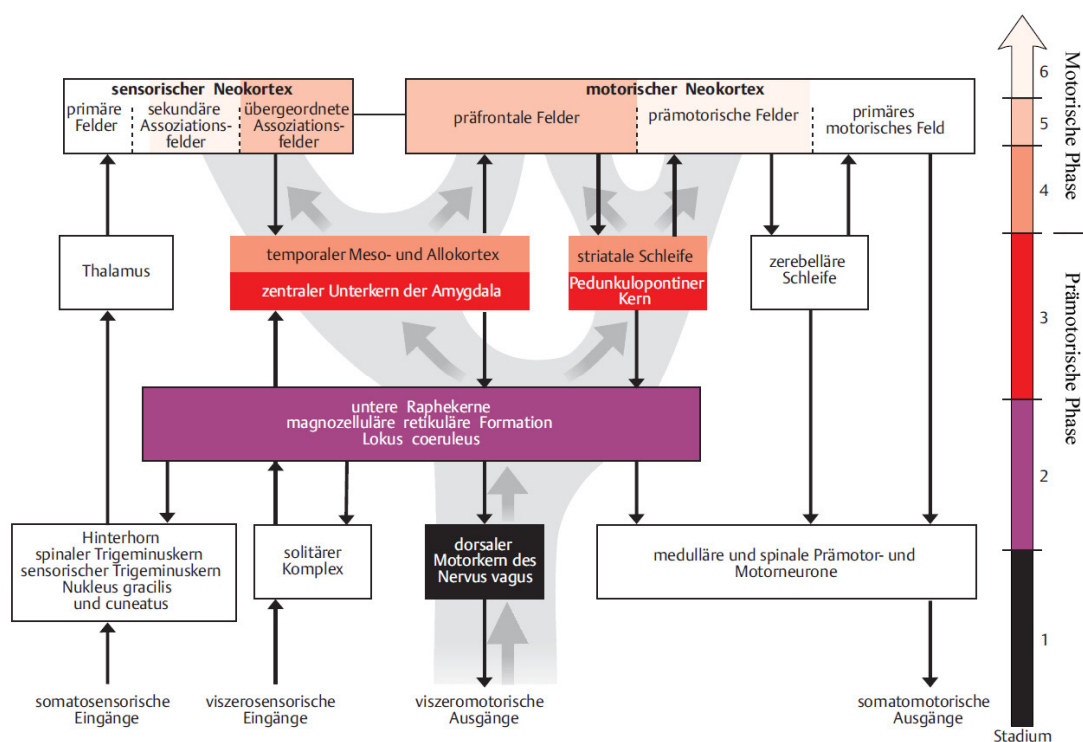 sensorischer Neokortex
primäre
Felder
sekundäre
Assoziations-
felder
übergeordnete
Assoziations-
felder
motorischer Neokortex
präfrontale Felder
prämotorische Felder
primäres
motorisches Feld
Thalamus
temporaler Meso- und Allokortex
zentraler Unterkern der Amygdala
striatale Schleife
Pedunkulopontiner
Kern
zerebelläre
Schleife
untere Raphekerne
magnozelluläre retikuläre Formation
Lokus coeruleus
Hinterhorn
spinaler Trigeminuskern
sensorischer Trigeminuskern
Nukleus gracilis
und cuneatus
solitärer
Komplex
dorsaler
Motorkern des
Nervus vagus
medulläre und spinale Prämotor- und
Motorneurone
somatosensorische
Eingänge
viszerosensorische
Eingänge
viszeromotorische
Ausgänge
somatomotorische
Ausgänge
6
5
4
3
2
1
Stadium
Motorische Phase
Prämotorische Phase